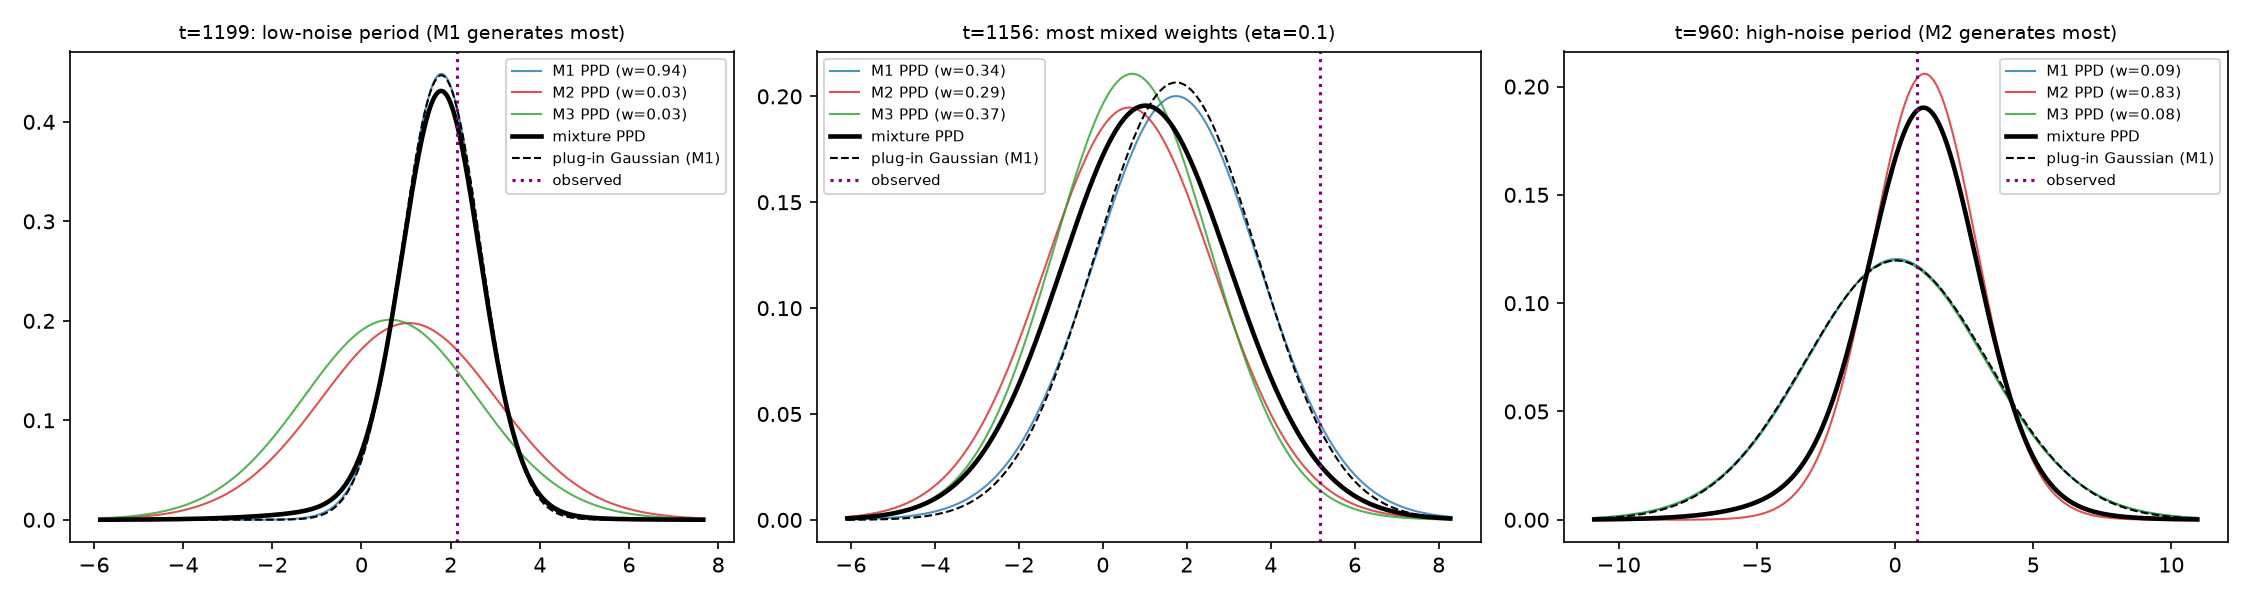 t=1199: low-noise period (M1 generates most)
M1 PPD (w=0.94)
M2 PPD (w=0.03)
M3 PPD (w=0.03)
mixture PPD
plug-in Gaussian (M1)
observed
0.4
0.3
0.2
0.1
0.0
−6 −4 −2 0 2 4 6 8
t=1156: most mixed weights (eta=0.1)
M1 PPD (w=0.34)
M2 PPD (w=0.29)
M3 PPD (w=0.37)
mixture PPD
plug-in Gaussian (M1)
observed
0.20
0.15
0.10
0.05
0.00
−6 −4 −2 0 2 4 6 8
t=960: high-noise period (M2 generates most)
M1 PPD (w=0.09)
M2 PPD (w=0.83)
M3 PPD (w=0.08)
mixture PPD
plug-in Gaussian (M1)
observed
0.20
0.15
0.10
0.05
0.00
−10 −5 0 5 10